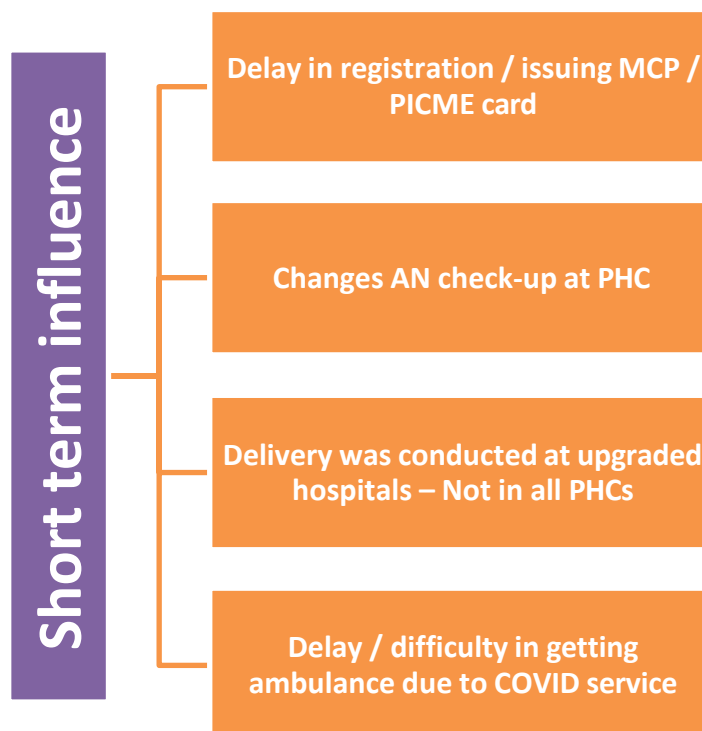 Short term influence
Delay in registration / issuing MCP /
PICME card
Changes AN check-up at PHC
Delivery was conducted at upgraded
hospitals – Not in all PHCs
Delay / difficulty in getting
ambulance due to COVID service